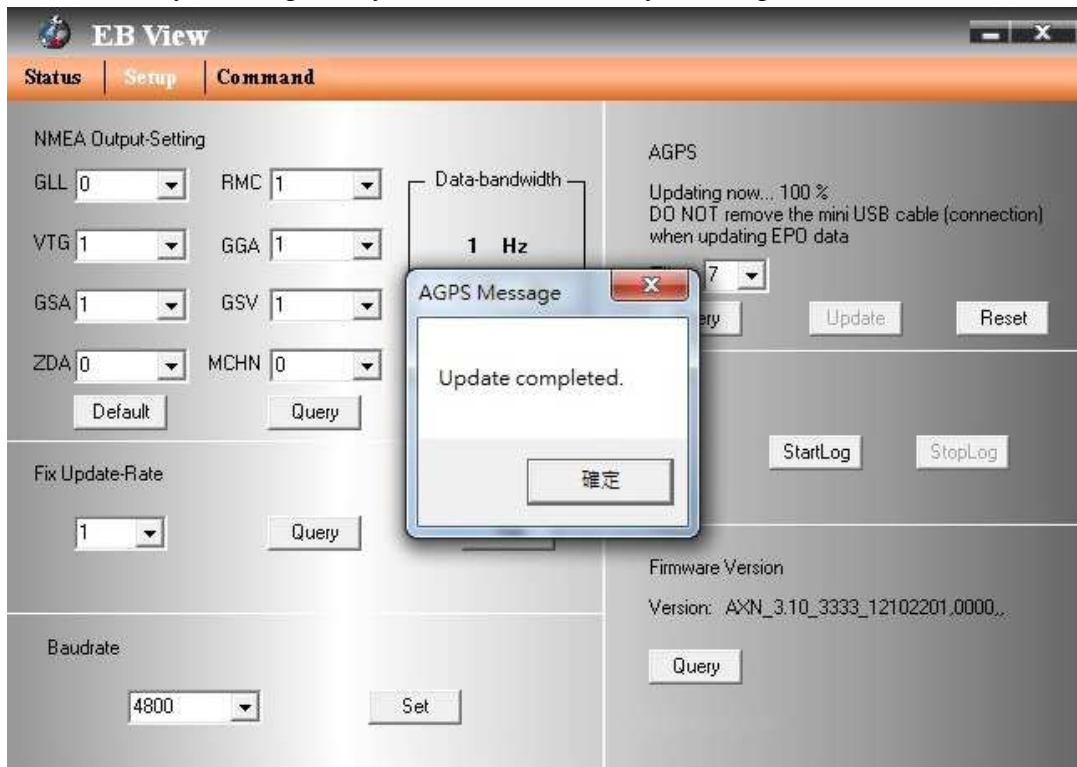 EB View
Status Setup Command
NMEA Output-Setting
GLL 0 RMC 1
VTG 1 GGA 1
GSA 1 GSV 1
ZDA 0 MCHN 0
Default Query
Data-bandwidth
1 Hz
Fix Update-Rate
1 Query
Baudrate
4800 Set
AGPS
Updating now... 100 %
DO NOT remove the mini USB cable (connection)
when updating EPO data
7
Update Reset
AGPS Message
Update completed.
確定
StartLog StopLog
Firmware Version
Version: AXN_3.10_3333_12102201,0000,,
Query